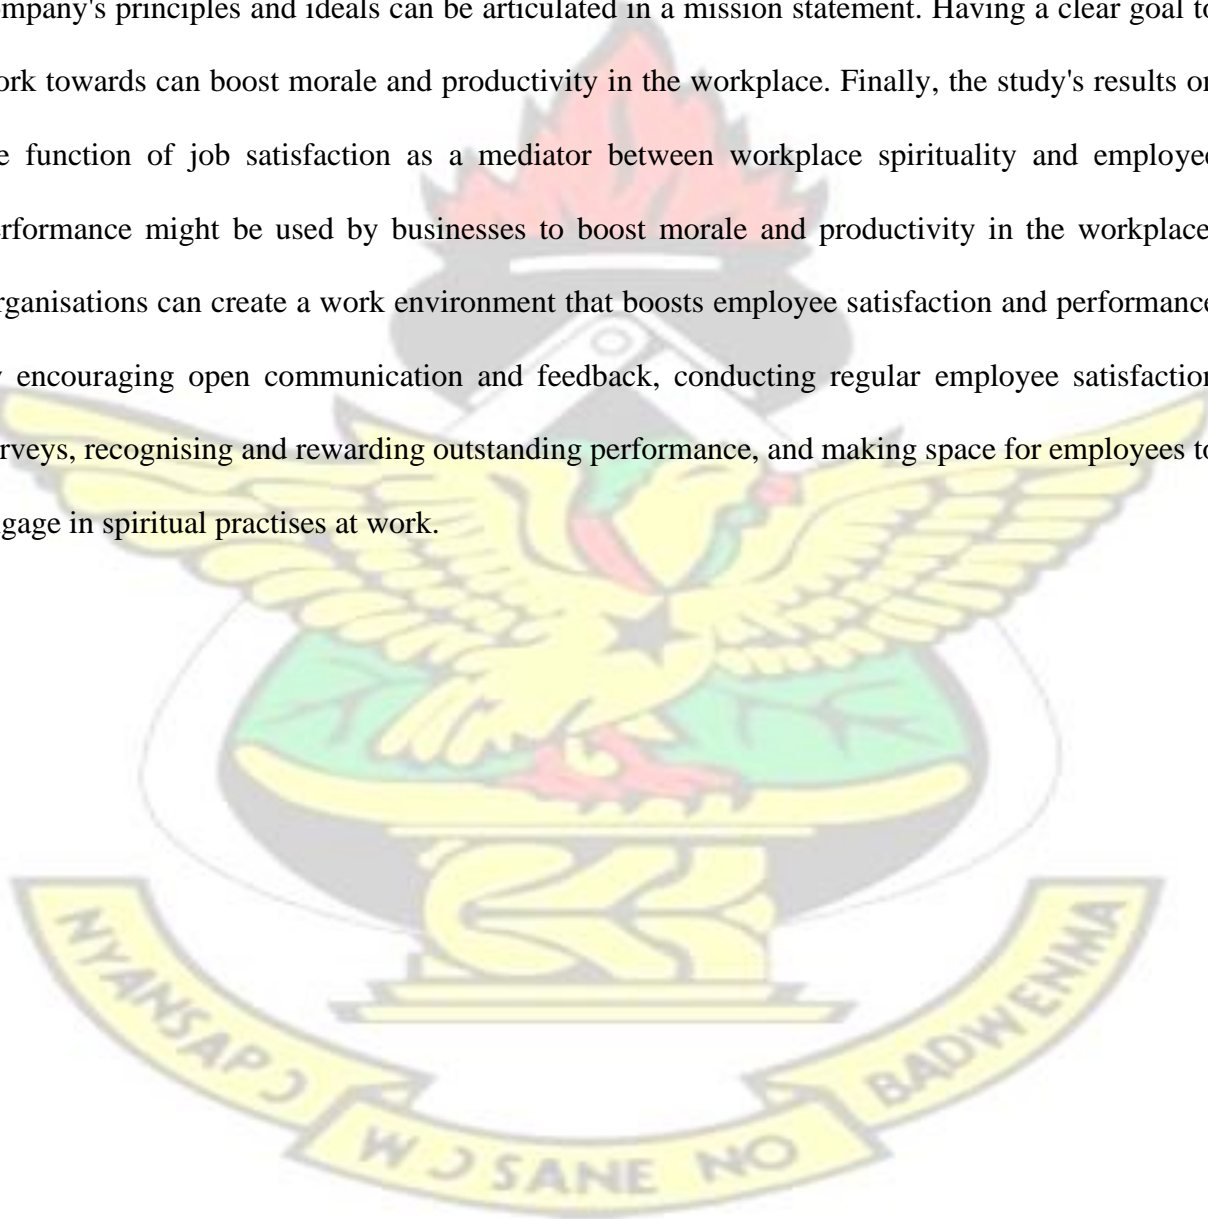 ompany's principles and ideals can be articulated in a mission statement. Having a clear goal to
ork towards can boost morale and productivity in the workplace. Finally, the study's results on
e function of job satisfaction as a mediator between workplace spirituality and employee
erformance might be used by businesses to boost morale and productivity in the workplace
rganisations can create a work environment that boosts employee satisfaction and performance
y encouraging open communication and feedback, conducting regular employee satisfaction
rveys, recognising and rewarding outstanding performance, and making space for employees to
gage in spiritual practises at work.
NYANSAPƆ
WƆSANE NO
BADWENMA